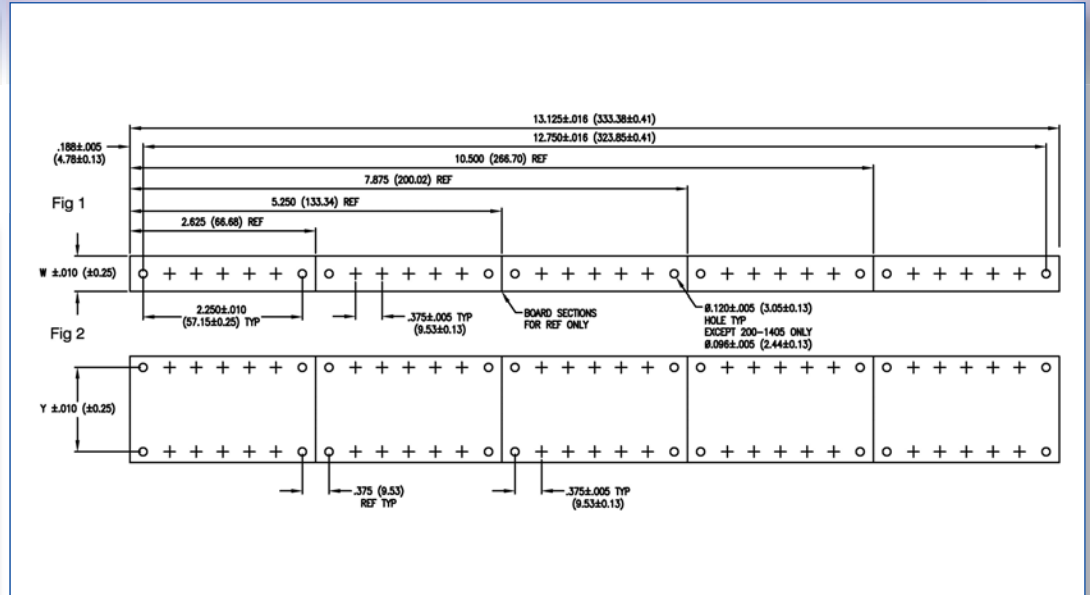 13.125±.016 (333.38±0.41)
12.750±.016 (323.85±0.41)
.188±.005
(4.78±0.13)
10.500 (266.70) REF
7.875 (200.02) REF
Fig 1
5.250 (133.34) REF
2.625 (66.68) REF
W ±.010 (±0.25)
2.250±.010
(57.15±0.25) TYP
.375±.005 TYP
(9.53±0.13)
BOARD SECTIONS
FOR REF ONLY
Ø.120±.005 (3.05±0.13)
HOLE TYP
EXCEPT 200-1405 ONLY
Ø.096±.005 (2.44±0.13)
Fig 2
Y ±.010 (±0.25)
.375 (9.53)
REF TYP
.375±.005 TYP
(9.53±0.13)